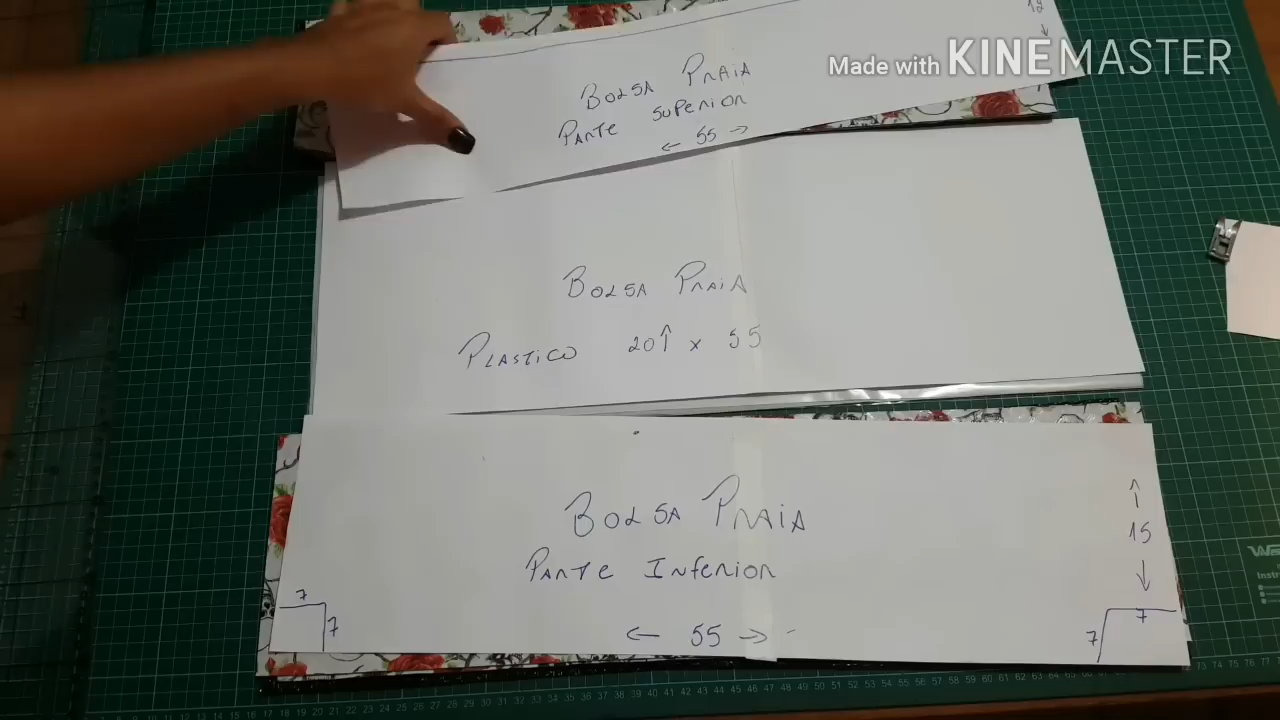 12
↓
Made with KINEMASTER
BOLSA PRAIA
PARTE SUPERIOR
← 55 →
BOLSA PRAIA
PLASTICO 20↑ x 55
BOLSA PRAIA
PARTE INFERIOR
↑
15
↓
7
7
7
7
← 55 →